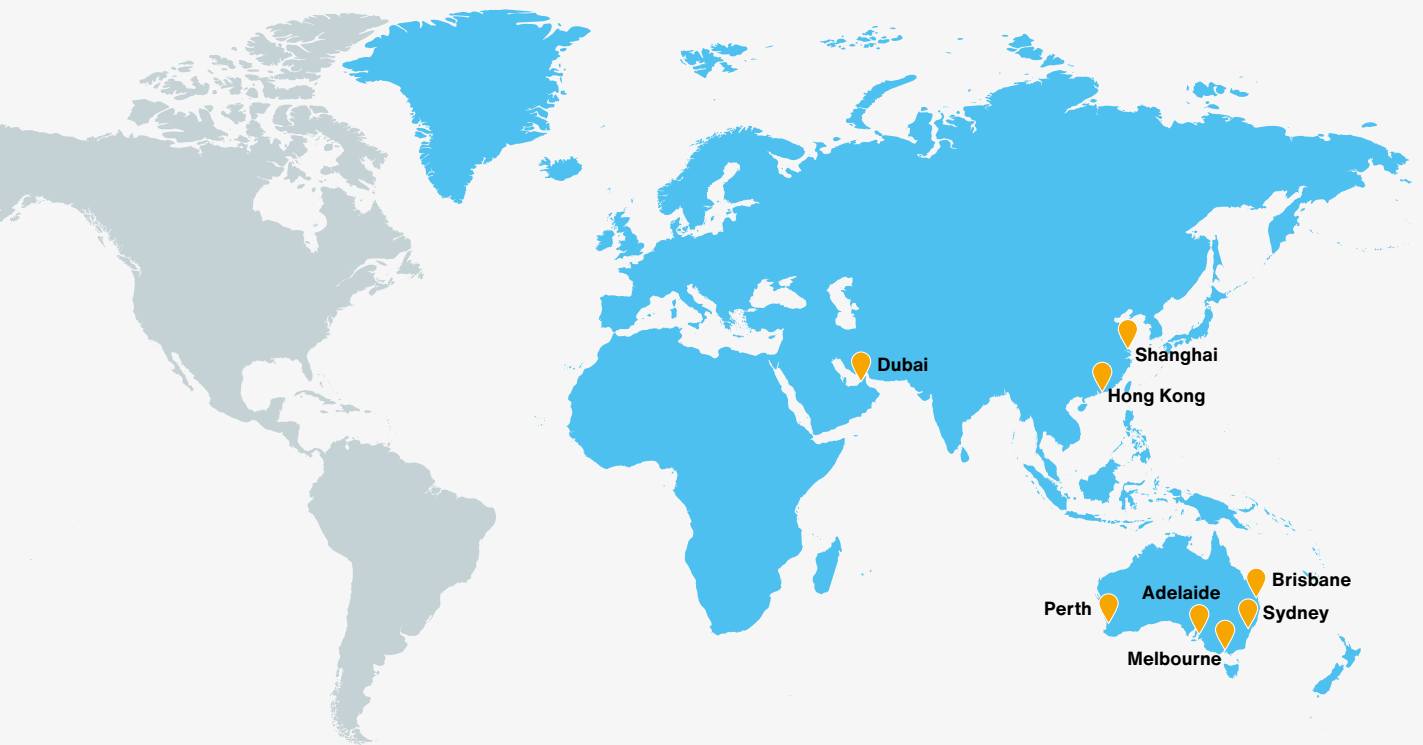 Shanghai
Dubai
Hong Kong
Brisbane
Adelaide
Perth
Sydney
Melbourne